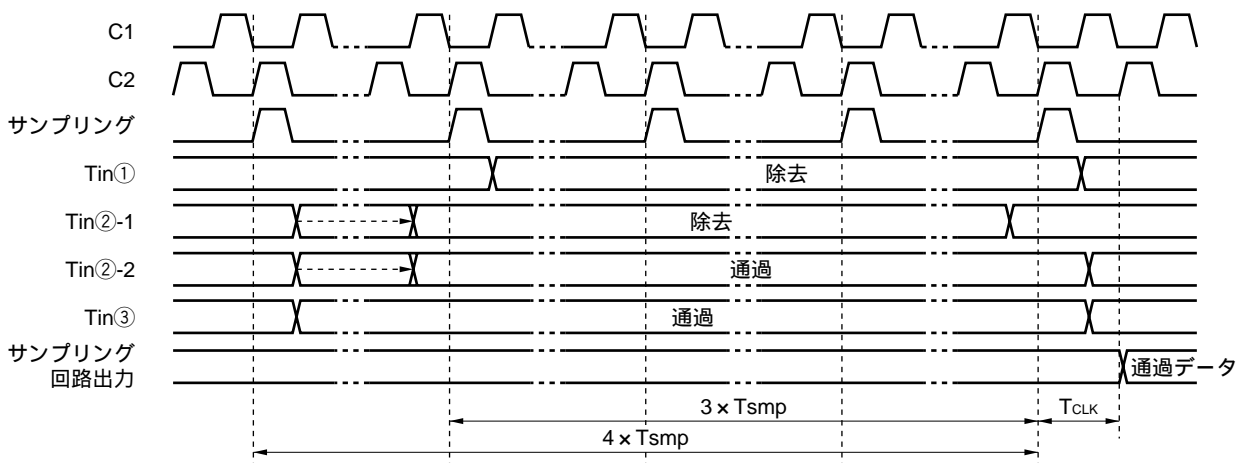 C1
C2
サンプリング
Tin①
除去
Tin②-1
除去
Tin②-2
通過
Tin③
通過
サンプリング
回路出力
通過データ
3 × Tsmp
TCLK
4 × Tsmp